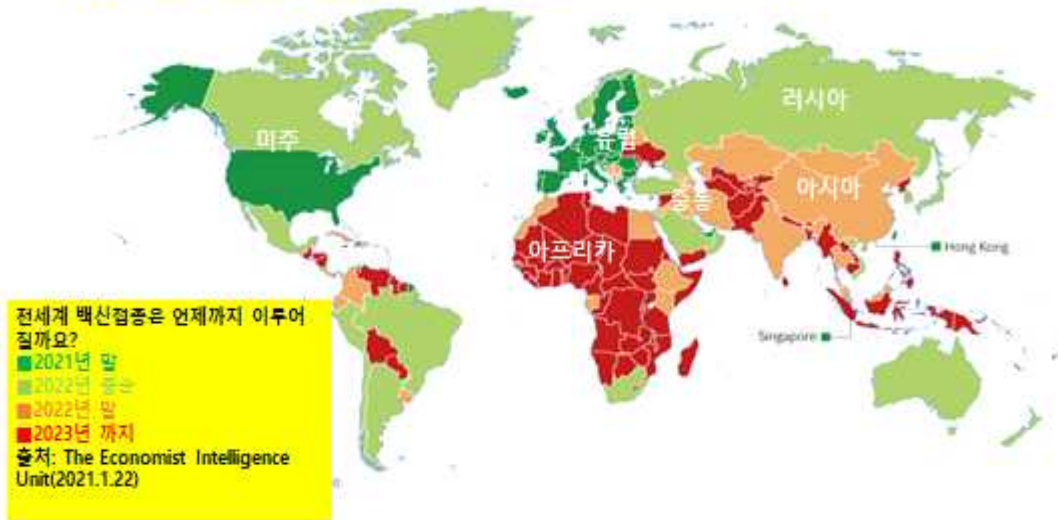 러시아
미주
유럽
아시아
중동
아프리카
Hong Kong
Singapore
전세계 백신접종은 언제까지 이루어
질까요?
2021년 말
2022년 중순
2022년 말
2023년 까지
출처: The Economist Intelligence
Unit(2021.1.22)